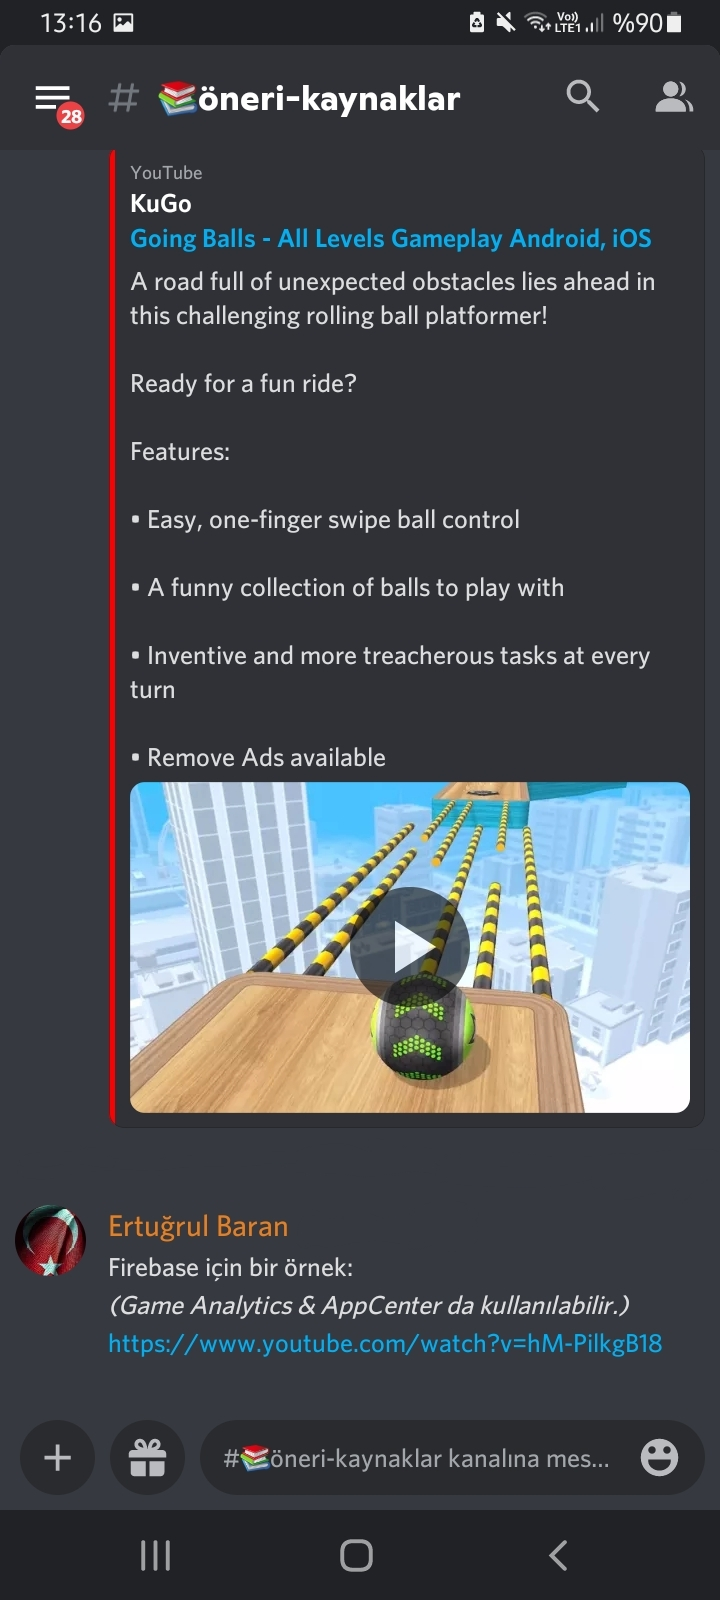 13:16 Vo)) LTE1 %90
28 # öneri-kaynaklar
YouTube
KuGo
Going Balls - All Levels Gameplay Android, iOS
A road full of unexpected obstacles lies ahead in
this challenging rolling ball platformer!
Ready for a fun ride?
Features:
• Easy, one-finger swipe ball control
• A funny collection of balls to play with
• Inventive and more treacherous tasks at every
turn
• Remove Ads available
Ertuğrul Baran
Firebase için bir örnek:
(Game Analytics & AppCenter da kullanılabilir.)
https://www.youtube.com/watch?v=hM-PilkgB18
#📚öneri-kaynaklar kanalına mes...